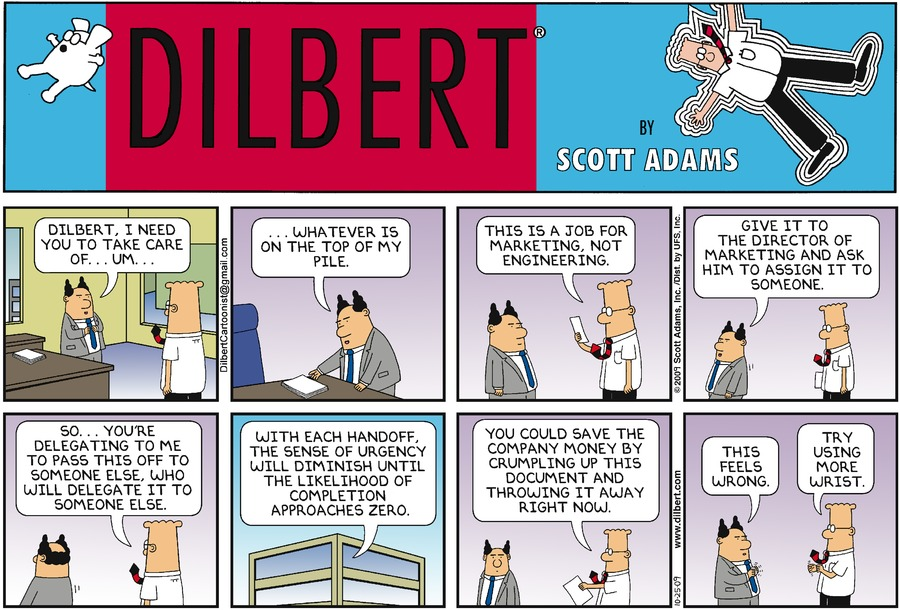 DILBERT®
BY
SCOTT ADAMS
DILBERT, I NEED
YOU TO TAKE CARE
OF... UM...
DilbertCartoonist@gmail.com
...WHATEVER IS
ON THE TOP OF MY
PILE.
THIS IS A JOB FOR
MARKETING, NOT
ENGINEERING.
© 2009 Scott Adams, Inc./Dist. by UFS, Inc.
GIVE IT TO
THE DIRECTOR OF
MARKETING AND ASK
HIM TO ASSIGN IT TO
SOMEONE.
SO... YOU'RE
DELEGATING TO ME
TO PASS THIS OFF TO
SOMEONE ELSE, WHO
WILL DELEGATE IT TO
SOMEONE ELSE.
WITH EACH HANDOFF,
THE SENSE OF URGENCY
WILL DIMINISH UNTIL
THE LIKELIHOOD OF
COMPLETION
APPROACHES ZERO.
YOU COULD SAVE THE
COMPANY MONEY BY
CRUMPLING UP THIS
DOCUMENT AND
THROWING IT AWAY
RIGHT NOW.
10-25-09 www.dilbert.com
THIS
FEELS
WRONG.
TRY
USING
MORE
WRIST.